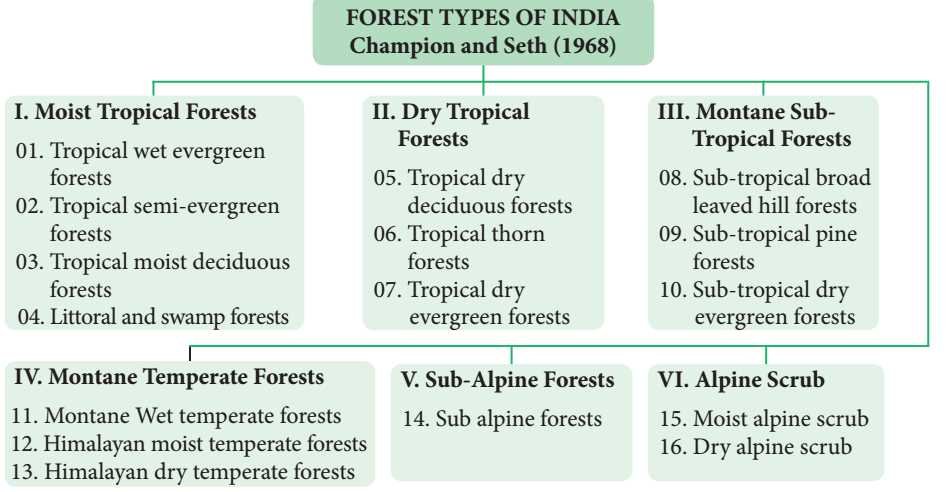 FOREST TYPES OF INDIA
Champion and Seth (1968)
I. Moist Tropical Forests
01. Tropical wet evergreen
forests
02. Tropical semi-evergreen
forests
03. Tropical moist deciduous
forests
04. Littoral and swamp forests
II. Dry Tropical
Forests
05. Tropical dry
deciduous forests
06. Tropical thorn
forests
07. Tropical dry
evergreen forests
III. Montane Sub-
Tropical Forests
08. Sub-tropical broad
leaved hill forests
09. Sub-tropical pine
forests
10. Sub-tropical dry
evergreen forests
IV. Montane Temperate Forests
11. Montane Wet temperate forests
12. Himalayan moist temperate forests
13. Himalayan dry temperate forests
V. Sub-Alpine Forests
14. Sub alpine forests
VI. Alpine Scrub
15. Moist alpine scrub
16. Dry alpine scrub